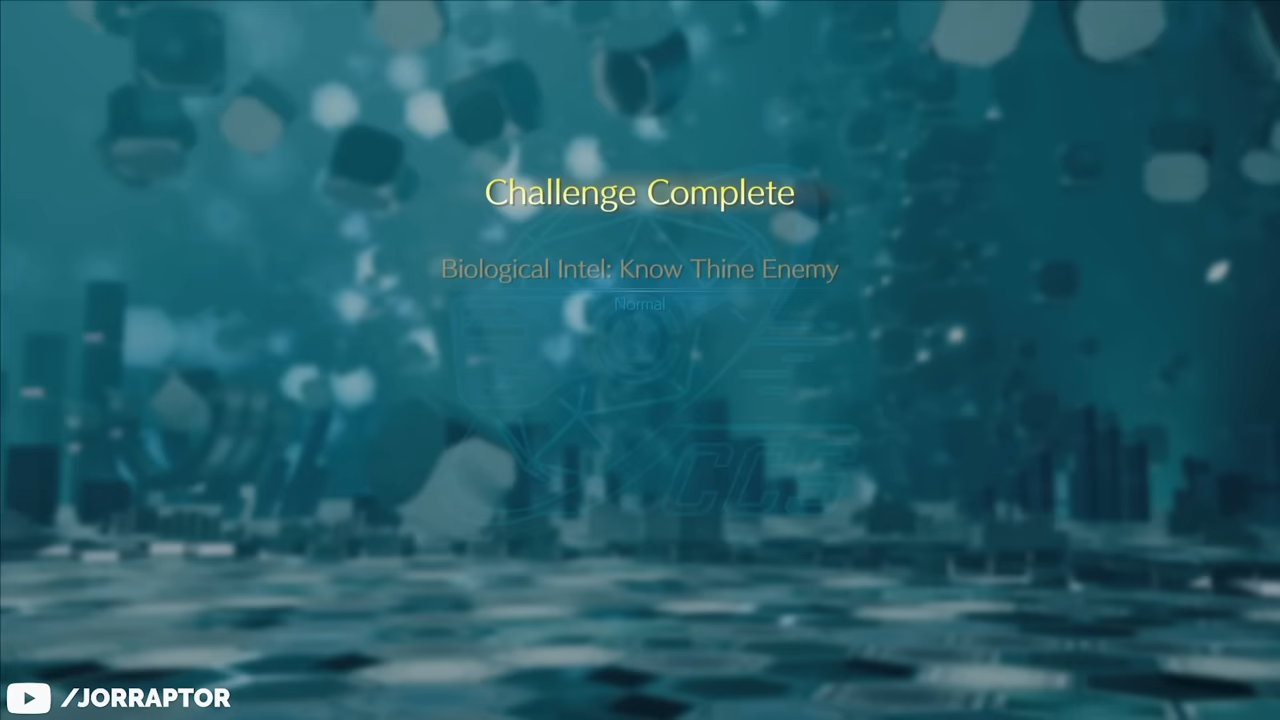 Challenge Complete
Biological Intel: Know Thine Enemy
Normal
/JORRAPTOR